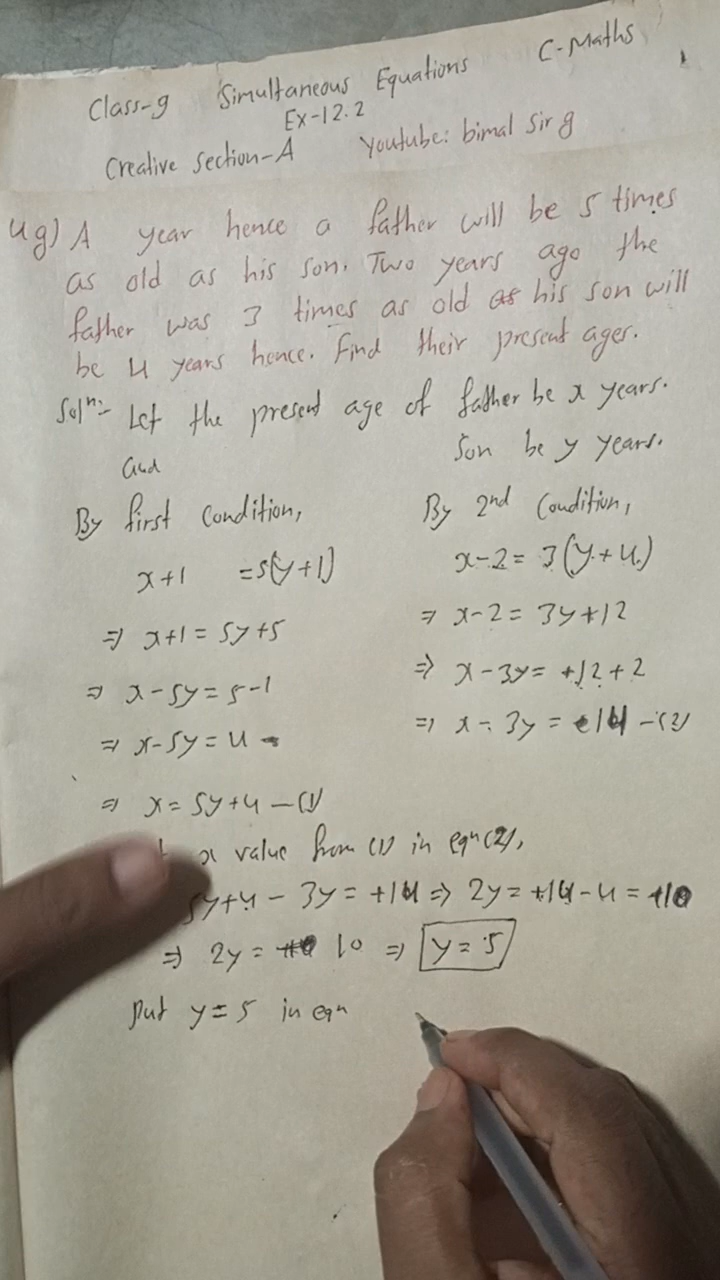 Class-9 Simultaneous Equations C-Maths
Ex-12.2
Creative Section-A Youtube: bimal Sir 9
4g) A year hence a father will be 5 times
as old as his son. Two years ago the
father was 3 times as old as his son will
be 4 years hence. Find their present ages.
Solⁿ:- Let the present age of father be x years.
and Son be y years.
By first Condition,
x+1 =5(y+1)
⇒ x+1 = 5y+5
⇒ x-5y = 5-1
⇒ x-5y = 4
⇒ x = 5y+4 -(1)
By 2nd Condition,
x-2 = 3(y+4)
⇒ x-2 = 3y+12
⇒ x-3y = +12+2
⇒ x-3y = 14 -(2)
x value from (1) in eqn(2),
5y+4 - 3y = +14 ⇒ 2y = +14-4 = +10
⇒ 2y = 10 ⇒ y = 5
Put y = 5 in eqn